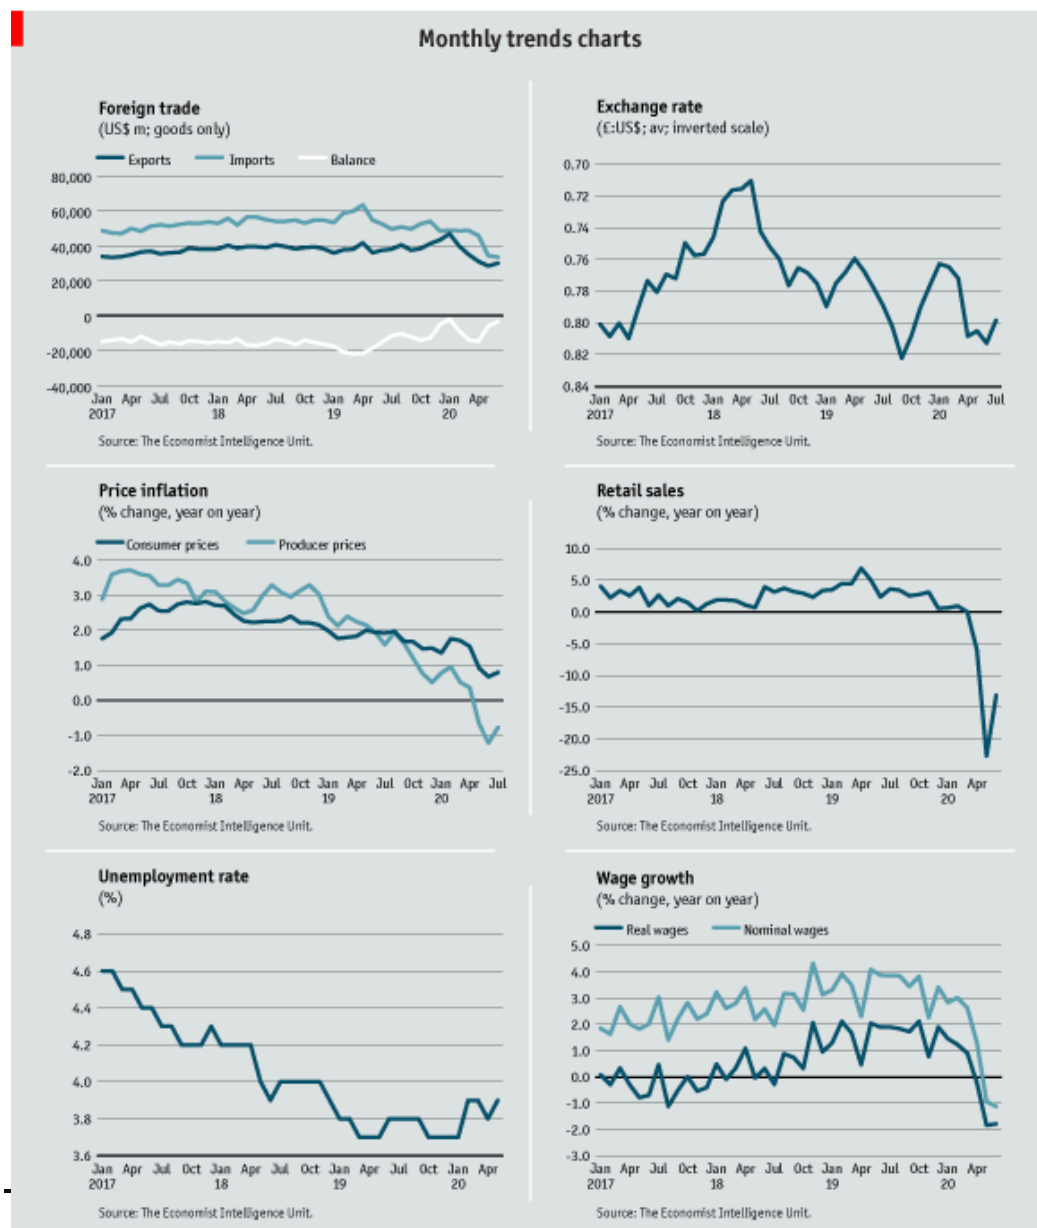 Monthly trends charts
Foreign trade
(US$ m; goods only)
Exports Imports Balance
80,000
60,000
40,000
20,000
0
-20,000
-40,000
Jan Apr Jul Oct Jan Apr Jul Oct Jan Apr Jul Oct Jan Apr
2017 18 19 20
Source: The Economist Intelligence Unit.
Exchange rate
(£:US$; av; inverted scale)
0.70
0.72
0.74
0.76
0.78
0.80
0.82
0.84
Jan Apr Jul Oct Jan Apr Jul Oct Jan Apr Jul Oct Jan Apr Jul
2017 18 19 20
Source: The Economist Intelligence Unit.
Price inflation
(% change, year on year)
Consumer prices Producer prices
4.0
3.0
2.0
1.0
0.0
-1.0
-2.0
Jan Apr Jul Oct Jan Apr Jul Oct Jan Apr Jul Oct Jan Apr Jul
2017 18 19 20
Source: The Economist Intelligence Unit.
Retail sales
(% change, year on year)
10.0
5.0
0.0
-5.0
-10.0
-15.0
-20.0
-25.0
Jan Apr Jul Oct Jan Apr Jul Oct Jan Apr Jul Oct Jan Apr
2017 18 19 20
Source: The Economist Intelligence Unit.
Unemployment rate
(%)
4.8
4.6
4.4
4.2
4.0
3.8
3.6
Jan Apr Jul Oct Jan Apr Jul Oct Jan Apr Jul Oct Jan Apr
2017 18 19 20
Source: The Economist Intelligence Unit.
Wage growth
(% change, year on year)
Real wages Nominal wages
5.0
4.0
3.0
2.0
1.0
0.0
-1.0
-2.0
-3.0
Jan Apr Jul Oct Jan Apr Jul Oct Jan Apr Jul Oct Jan Apr
2017 18 19 20
Source: The Economist Intelligence Unit.